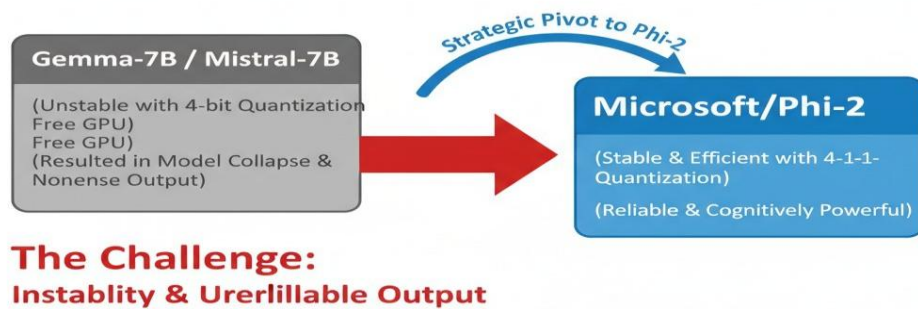 Strategic Pivot to Phi-2
Gemma-7B / Mistral-7B
(Unstable with 4-bit Quantization
Free GPU)
Free GPU)
(Resulted in Model Collapse &
Nonense Output)
Microsoft/Phi-2
(Stable & Efficient with 4-1-1-
Quantization)
(Reliable & Cognitively Powerful)
The Challenge:
Instablity & Urerlillable Output